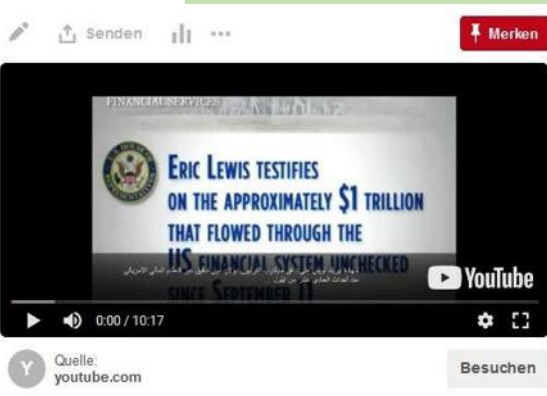 Senden
Merken
FINANCIAL SERVICES
ERIC LEWIS TESTIFIES
ON THE APPROXIMATELY $1 TRILLION
THAT FLOWED THROUGH THE
US FINANCIAL SYSTEM UNCHECKED
SINCE SEPTEMBER 11
YouTube
0:00 / 10:17
Y
Quelle:
youtube.com
Besuchen